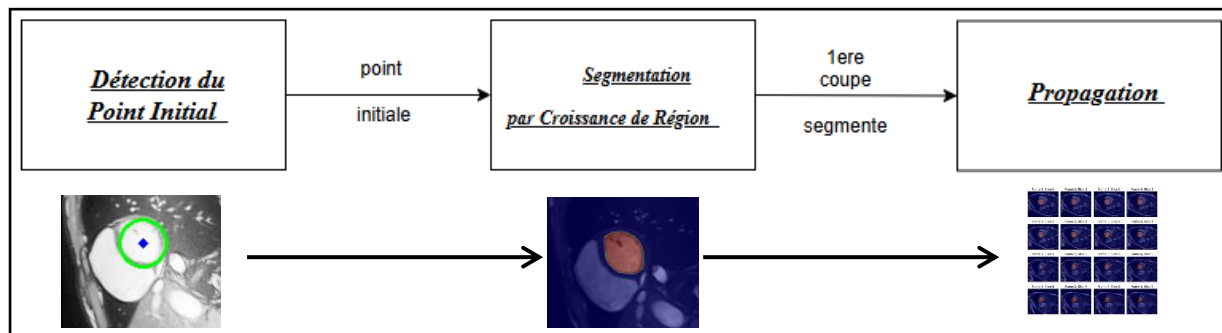 Détection du
Point Initial
point
initiale
Segmentation
par Croissance de Région
1ere
coupe
segmente
Propagation